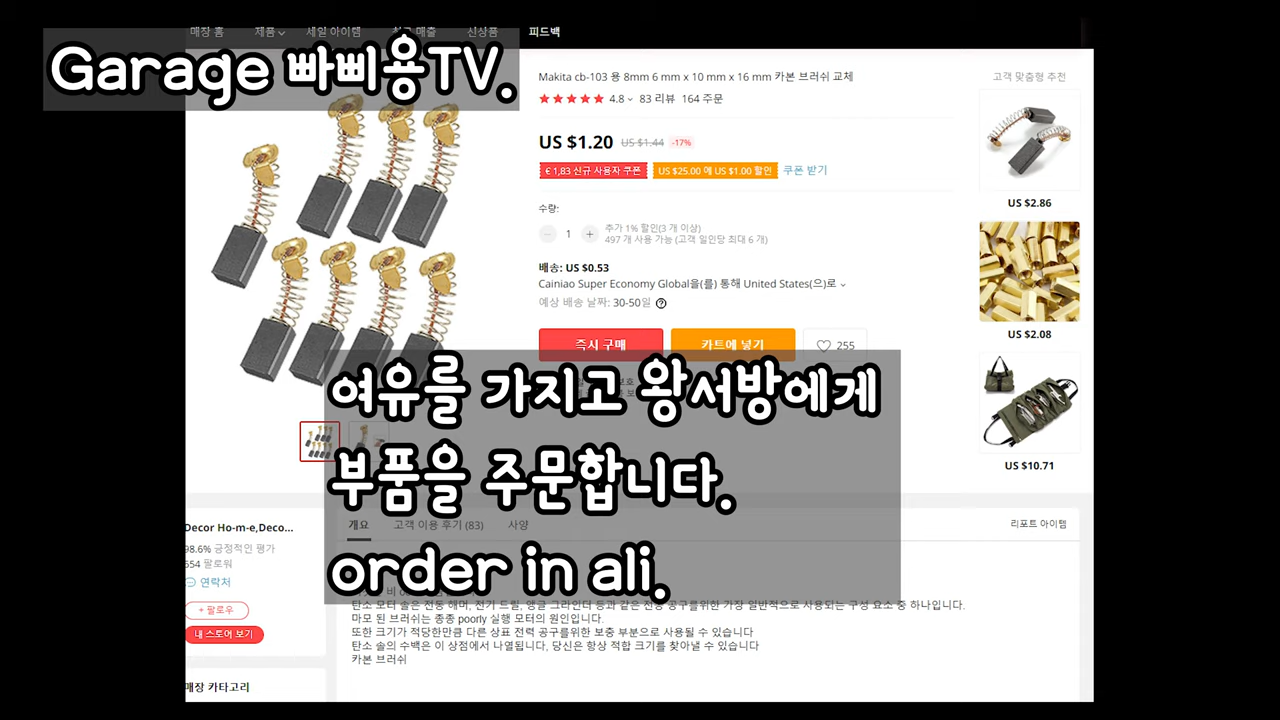 매장 홈 제품 세일 아이템 매출 신상품 피드백
Garage 빠삐용TV.
Makita cb-103 용 8mm 6 mm x 10 mm x 16 mm 카본 브러쉬 교체
4.8 83 리뷰 164 주문
US $1.20 US $1.44 -17%
€ 1,83 신규 사용자 쿠폰 US $25.00 에 US $1.00 할인 쿠폰 받기
수량:
1
추가 1% 할인(3 개 이상)
497 개 사용 가능 (고객 일인당 최대 6 개)
배송: US $0.53
Cainiao Super Economy Global을(를) 통해 United States(으)로
예상 배송 날짜: 30-50일
즉시 구매 카트에 넣기 255
고객 맞춤형 추천
US $2.86
US $2.08
US $10.71
여유를 가지고 왕서방에게
부품을 주문합니다.
order in ali.
Decor Ho-m-e,Deco...
98.6% 긍정적인 평가
554 팔로워
연락처
+ 팔로우
내 스토어 보기
매장 카타고리
개요 고객 이용 후기 (83) 사양
리포트 아이템
탄소 모터 솔은 전동 해머, 전기 드릴, 앵글 그라인더 등과 같은 전동 공구를위한 가장 일반적으로 사용되는 구성 요소 중 하나입니다.
마모 된 브러쉬는 종종 poorly 실행 모터의 원인입니다.
또한 크기가 적당한만큼 다른 상표 전력 공구를위한 보충 부분으로 사용될 수 있습니다
탄소 솔의 수백은 이 상점에서 나열됩니다, 당신은 항상 적합 크기를 찾아낼 수 있습니다
카본 브러쉬